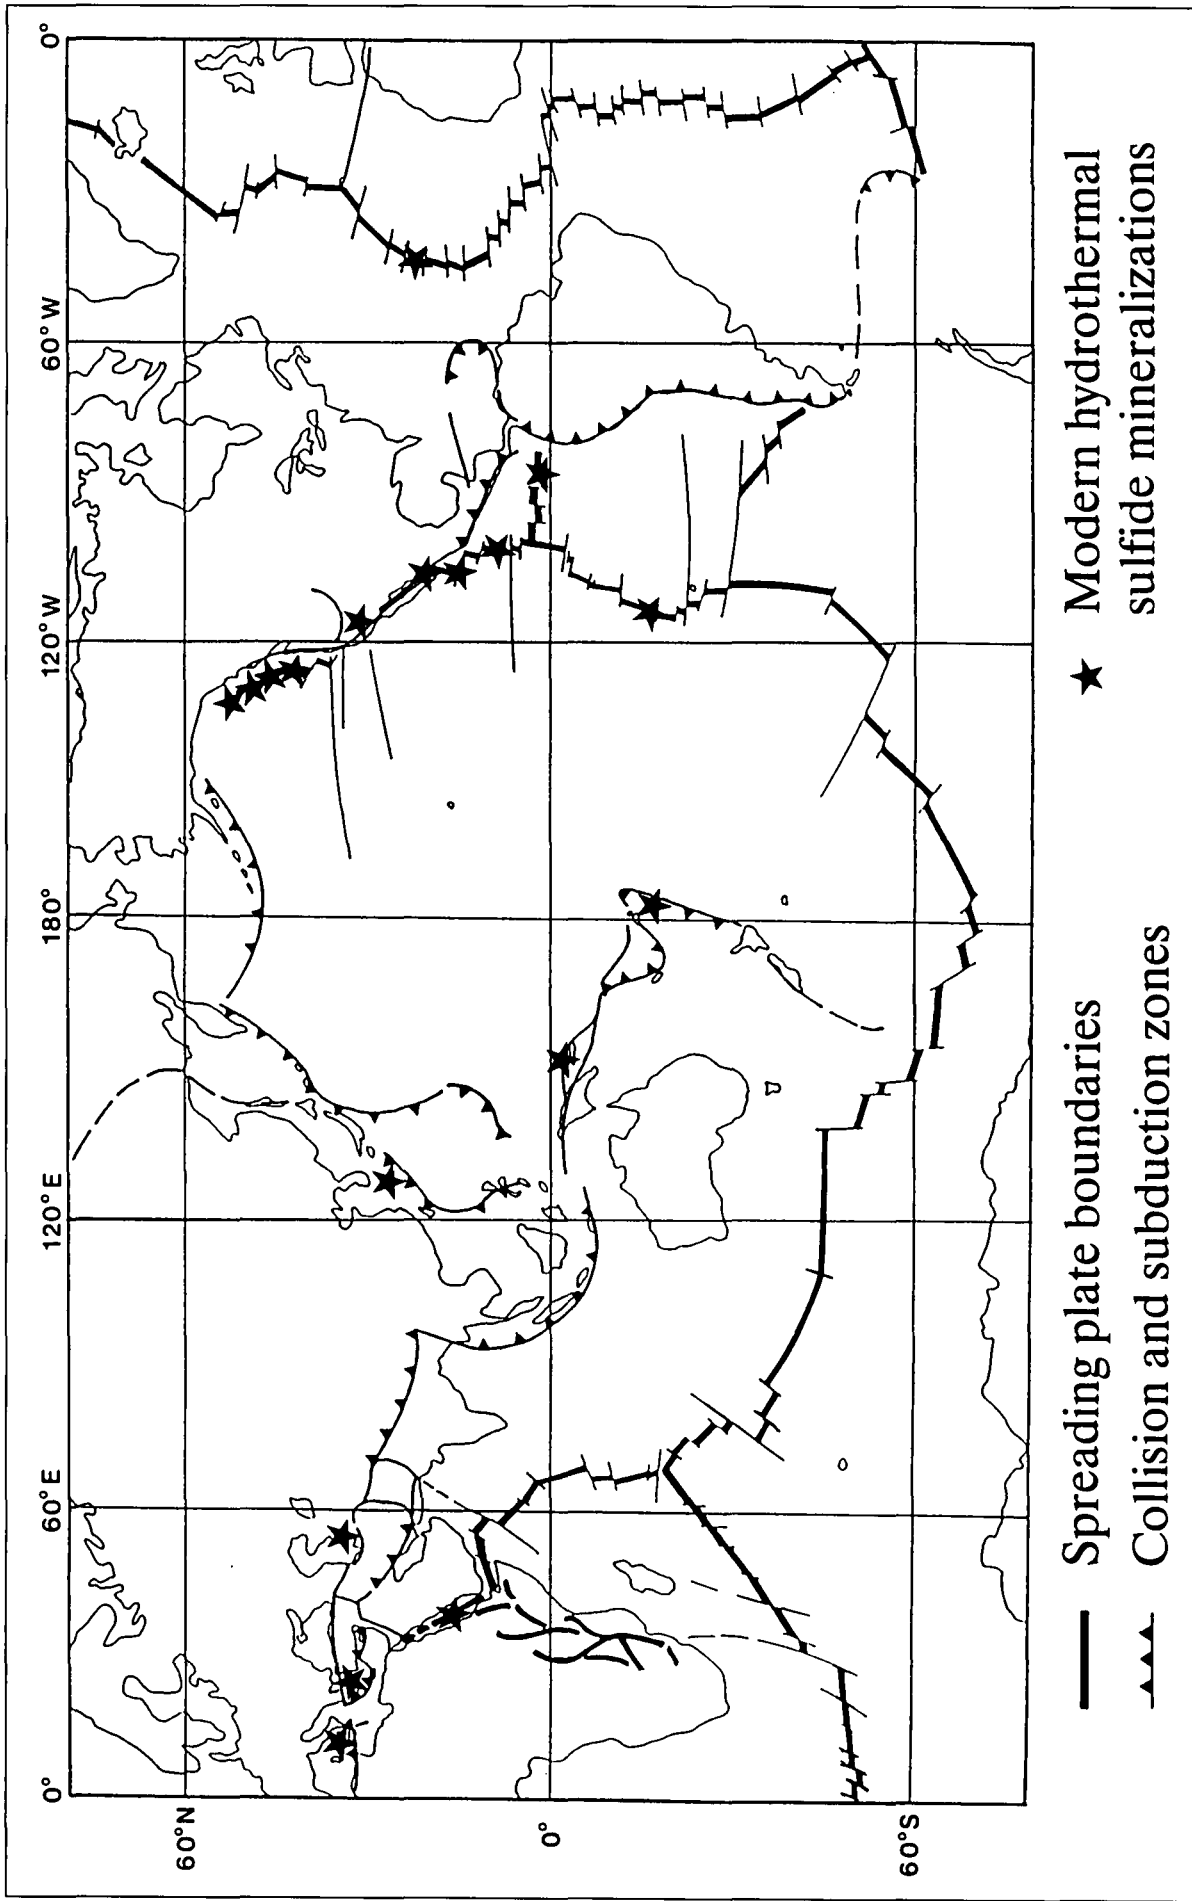 0°
60°E
120°E
180°
120°W
60°W
0°
60°N
0°
60°S
Spreading plate boundaries
Collision and subduction zones
Modern hydrothermal
sulfide mineralizations